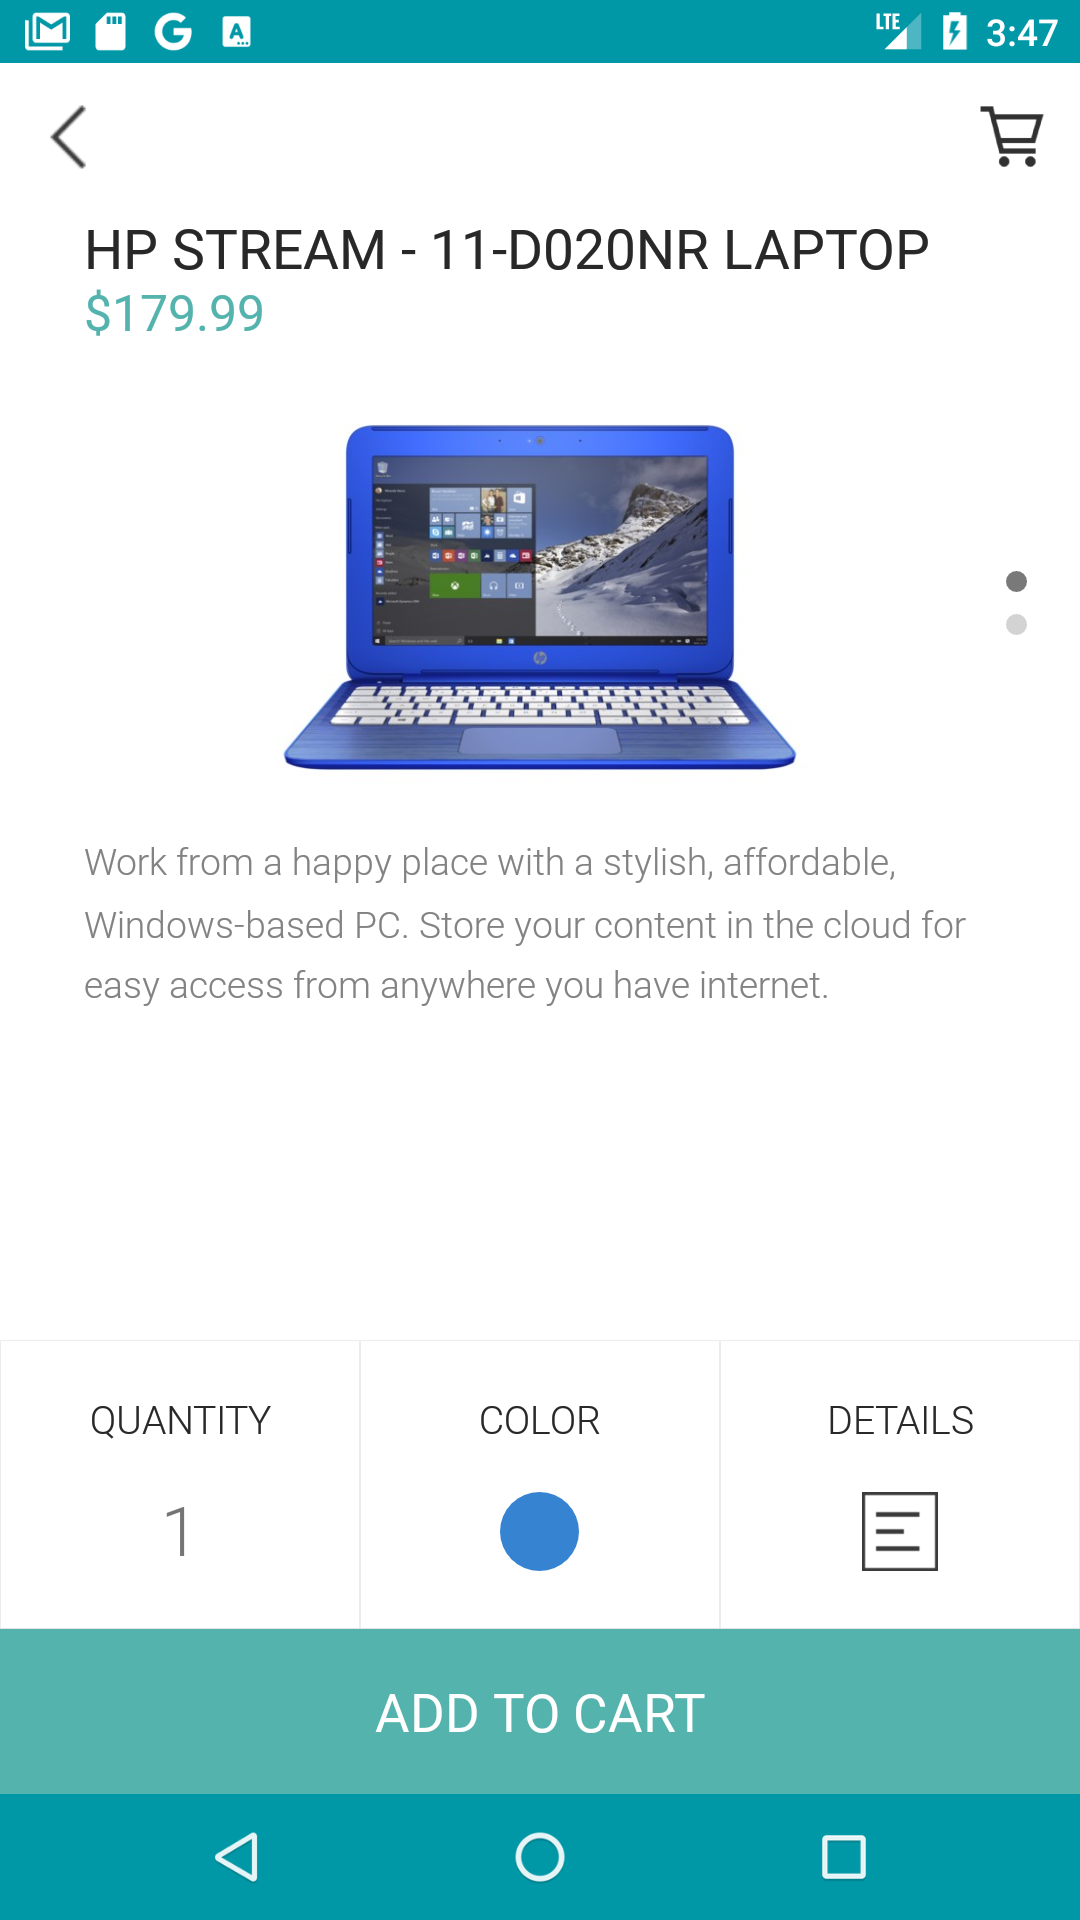 LTE 3:47
HP STREAM - 11-D020NR LAPTOP
$179.99
Work from a happy place with a stylish, affordable,
Windows-based PC. Store your content in the cloud for
easy access from anywhere you have internet.
QUANTITY COLOR DETAILS
1
ADD TO CART